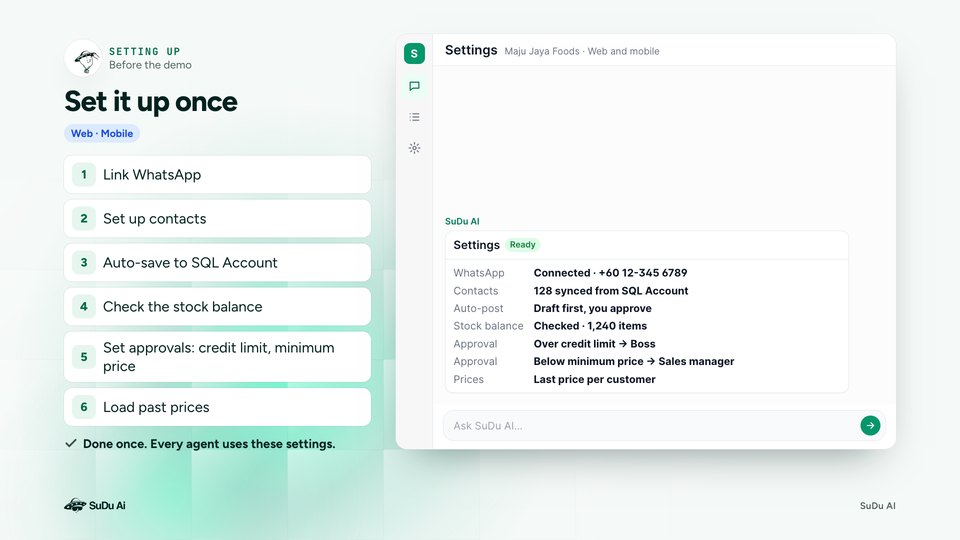 SETTING UP
Before the demo
Set it up once
Web · Mobile
1 Link WhatsApp
2 Set up contacts
3 Auto-save to SQL Account
4 Check the stock balance
5 Set approvals: credit limit, minimum
price
6 Load past prices
✓ Done once. Every agent uses these settings.
S
Settings Maju Jaya Foods · Web and mobile
SuDu AI
Settings Ready
WhatsApp Connected · +60 12-345 6789
Contacts 128 synced from SQL Account
Auto-post Draft first, you approve
Stock balance Checked · 1,240 items
Approval Over credit limit → Boss
Approval Below minimum price → Sales manager
Prices Last price per customer
Ask SuDu AI...
SuDu Ai
SuDu AI